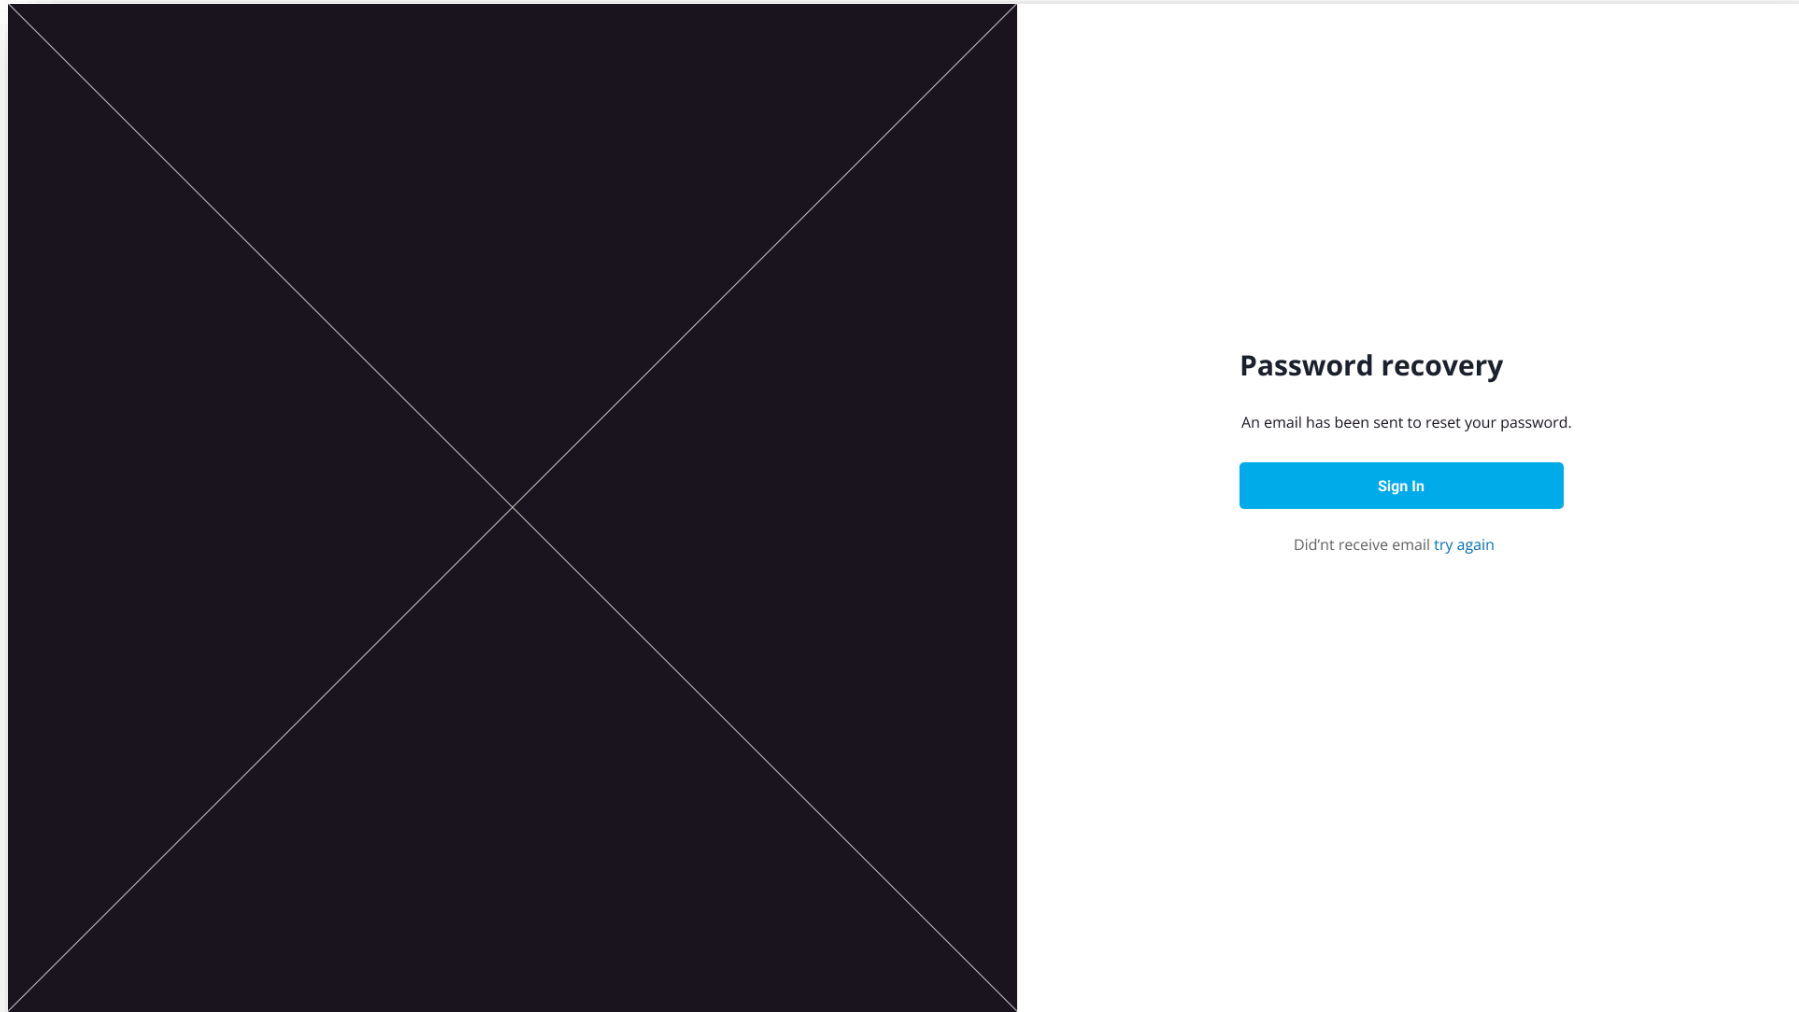 Password recovery
An email has been sent to reset your password.
Sign In
Did'nt receive email try again